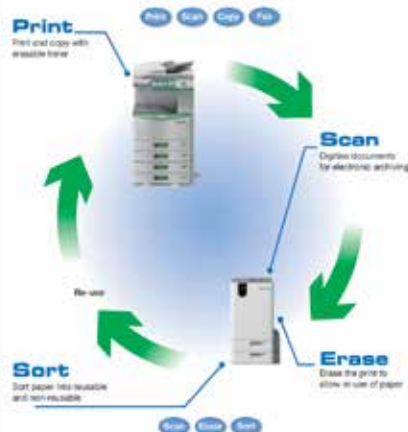 Print Scan Copy Fax
Print
Print and copy with
erasable toner
Scan
Digitise documents
for electronic archiving
Re-use
Erase
Erase the print to
allow re-use of paper
Sort
Sort paper into reusable
and non-reusable
Scan Erase Sort